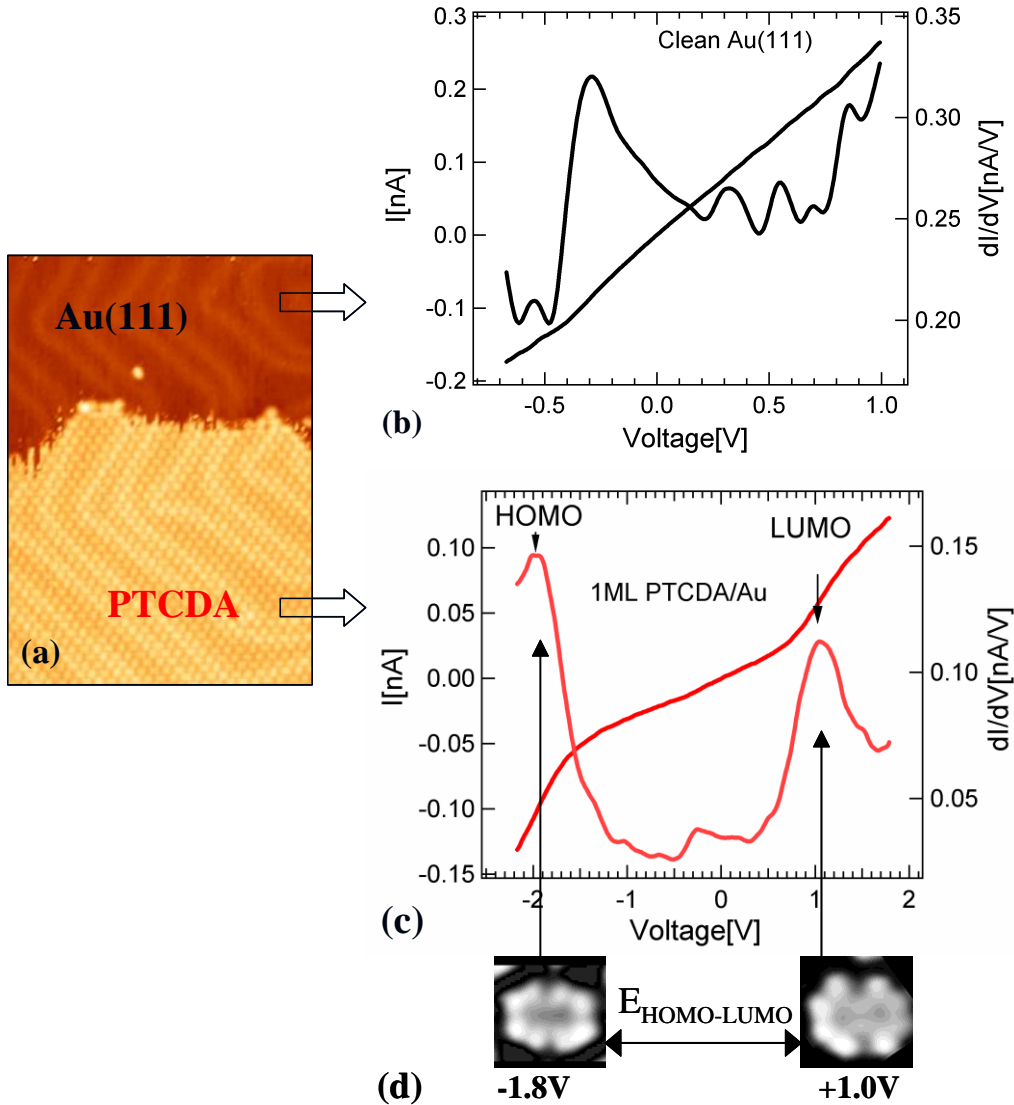 Au(111)
PTCDA
(a)
Clean Au(111)
0.3
0.2
0.1
0.0
-0.1
-0.2
I[nA]
0.35
0.30
0.25
0.20
dI/dV[nA/V]
-0.5
0.0
0.5
1.0
Voltage[V]
(b)
HOMO
LUMO
1ML PTCDA/Au
0.10
0.05
0.00
-0.05
-0.10
-0.15
I[nA]
0.15
0.10
0.05
dI/dV[nA/V]
-2
-1
0
1
2
Voltage[V]
(c)
E HOMO-LUMO
(d)
-1.8V
+1.0V